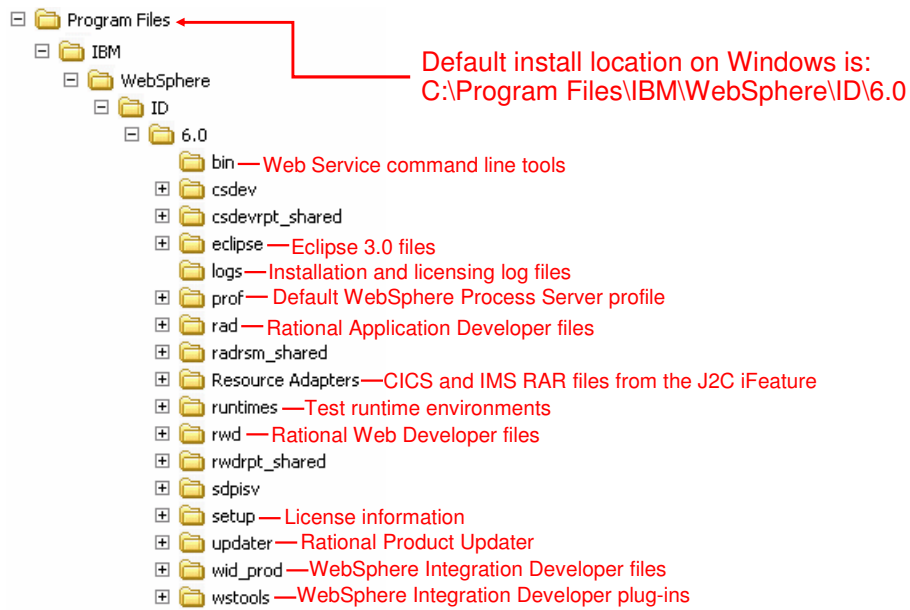 Program Files
Default install location on Windows is:
C:\Program Files\IBM\WebSphere\ID\6.0
IBM
WebSphere
ID
6.0
bin Web Service command line tools
csdev
csdevrpt_shared
eclipse Eclipse 3.0 files
logs Installation and licensing log files
prof Default WebSphere Process Server profile
rad Rational Application Developer files
radrsm_shared
Resource Adapters CICS and IMS RAR files from the J2C iFeature
runtimes Test runtime environments
rwd Rational Web Developer files
rwdrpt_shared
sdpisv
setup License information
updater Rational Product Updater
wid_prod WebSphere Integration Developer files
wstools WebSphere Integration Developer plug-ins